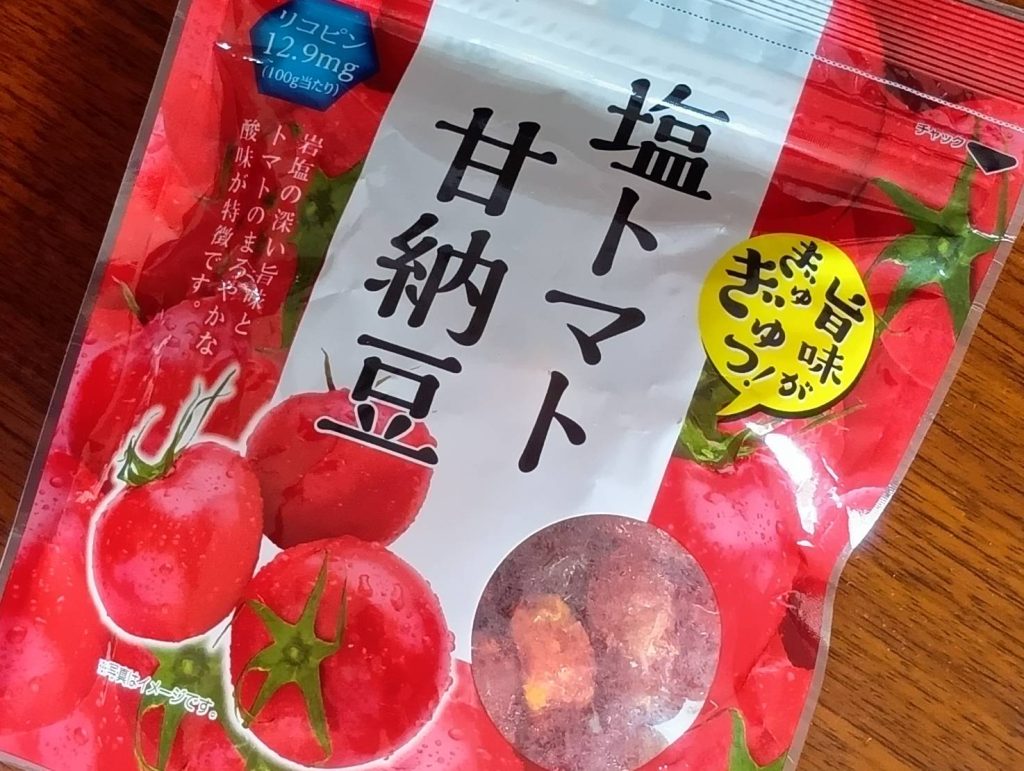 リコピン
12.9mg
(100g当たり)
岩塩の深い旨味と
トマトのまろやかな
酸味が特徴です。
塩トマト
甘納豆
チャック
旨味が
ぎゅ
ぎゅっ!
※写真はイメージです。